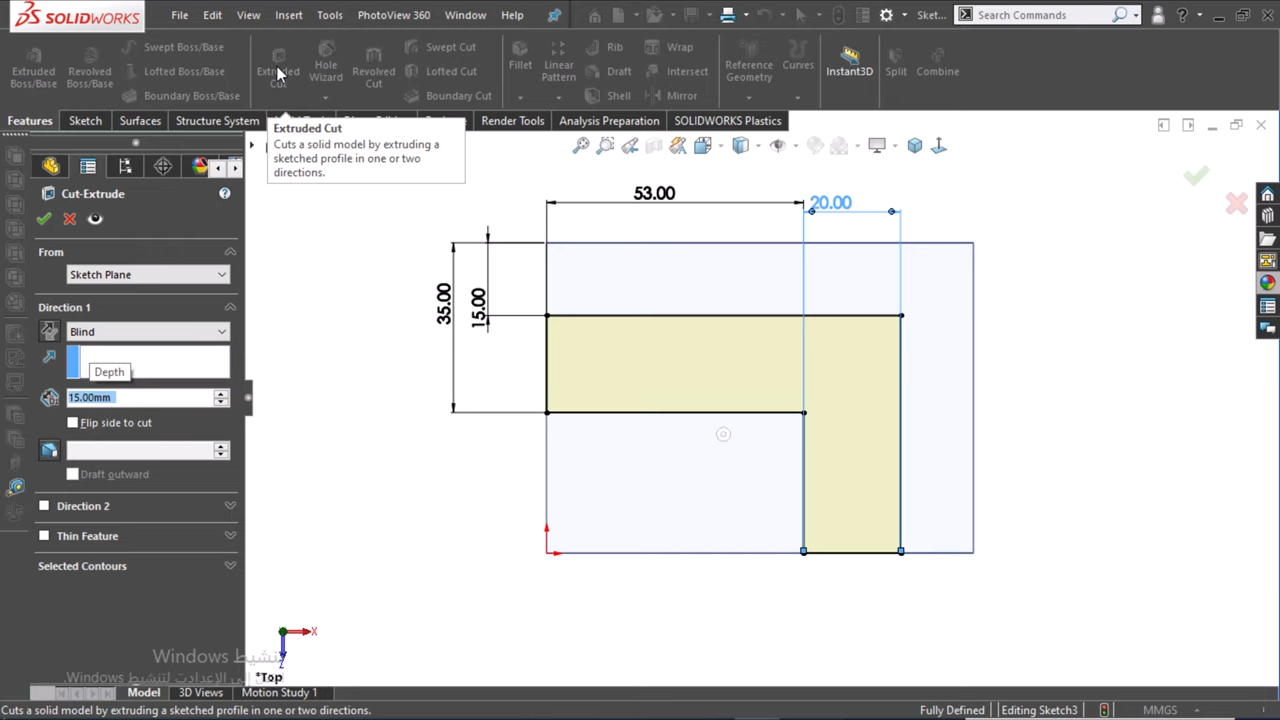 SOLIDWORKS
File Edit View Insert Tools PhotoView 360 Window Help
Sket...
Search Commands
Extruded Boss/Base
Revolved Boss/Base
Swept Boss/Base
Lofted Boss/Base
Boundary Boss/Base
Extruded Cut
Hole Wizard
Revolved Cut
Swept Cut
Lofted Cut
Boundary Cut
Fillet
Linear Pattern
Rib
Draft
Shell
Wrap
Intersect
Mirror
Reference Geometry
Curves
Instant3D
Split
Combine
Features Sketch Surfaces Structure System Render Tools Analysis Preparation SOLIDWORKS Plastics
Extruded Cut
Cuts a solid model by extruding a
sketched profile in one or two
directions.
Cut-Extrude
From
Sketch Plane
Direction 1
Blind
Depth
15.00mm
Flip side to cut
Draft outward
Direction 2
Thin Feature
Selected Contours
53.00
20.00
35.00
15.00
X
Z
تنشيط Windows
إلى الإعدادت لتنشيط Windows.
*Top
Model 3D Views Motion Study 1
Cuts a solid model by extruding a sketched profile in one or two directions.
Fully Defined Editing Sketch3 MMGS